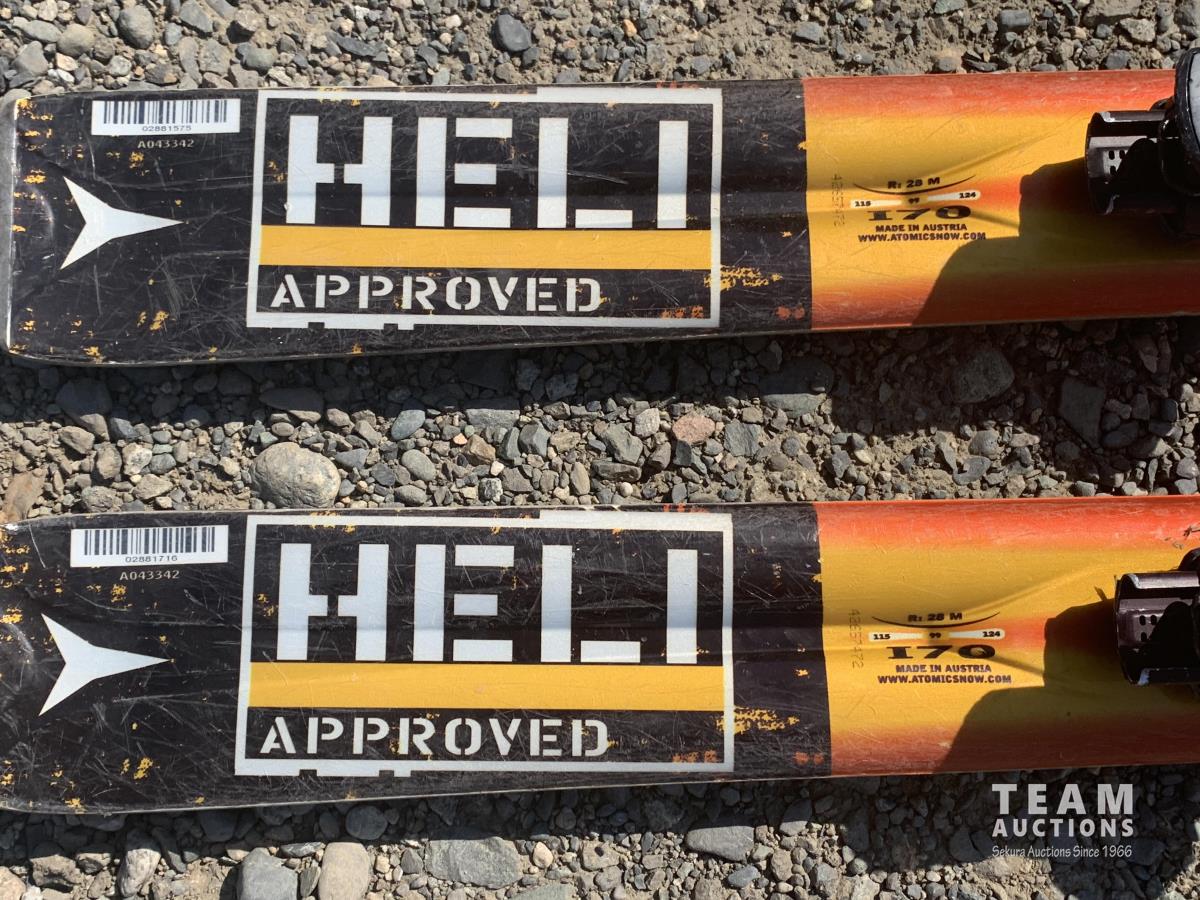 02881575
A043342
HELI
APPROVED
R: 28 M
115 99 124
170
MADE IN AUSTRIA
WWW.ATOMICSNOW.COM
02881716
A043342
HELI
APPROVED
R: 28 M
115 99 124
170
MADE IN AUSTRIA
WWW.ATOMICSNOW.COM
TEAM
AUCTIONS
Sekura Auctions Since 1966